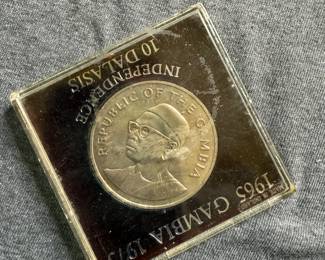 10 DALASIS
INDEPENDENCE
REPUBLIC OF THE GAMBIA
1965 GAMBIA 1975